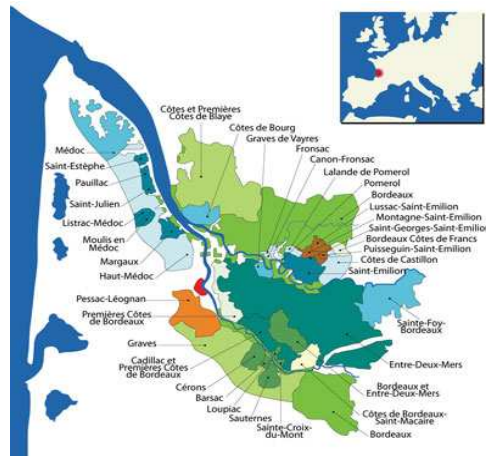 Côtes et Premières
Côtes de Blaye
Côtes de Bourg
Graves de Vayres
Fronsac
Canon-Fronsac
Lalande de Pomerol
Pomerol
Bordeaux
Lussac-Saint-Emilion
Montagne-Saint-Emilion
Saint-Georges-Saint-Emilion
Bordeaux Côtes de Francs
Puisseguin-Saint-Emilion
Côtes de Castillon
Saint-Emilion
Médoc
Saint-Estèphe
Pauillac
Saint-Julien
Listrac-Médoc
Moulis en
Médoc
Margaux
Haut-Médoc
Pessac-Léognan
Premières Côtes
de Bordeaux
Graves
Cadillac et
Premières Côtes
de Bordeaux
Cérons
Barsac
Loupiac
Sauternes
Sainte-Croix-
du-Mont
Sainte-Foy-
Bordeaux
Entre-Deux-Mers
Bordeaux et
Entre-Deux-Mers
Côtes de Bordeaux-
Saint-Macaire
Bordeaux